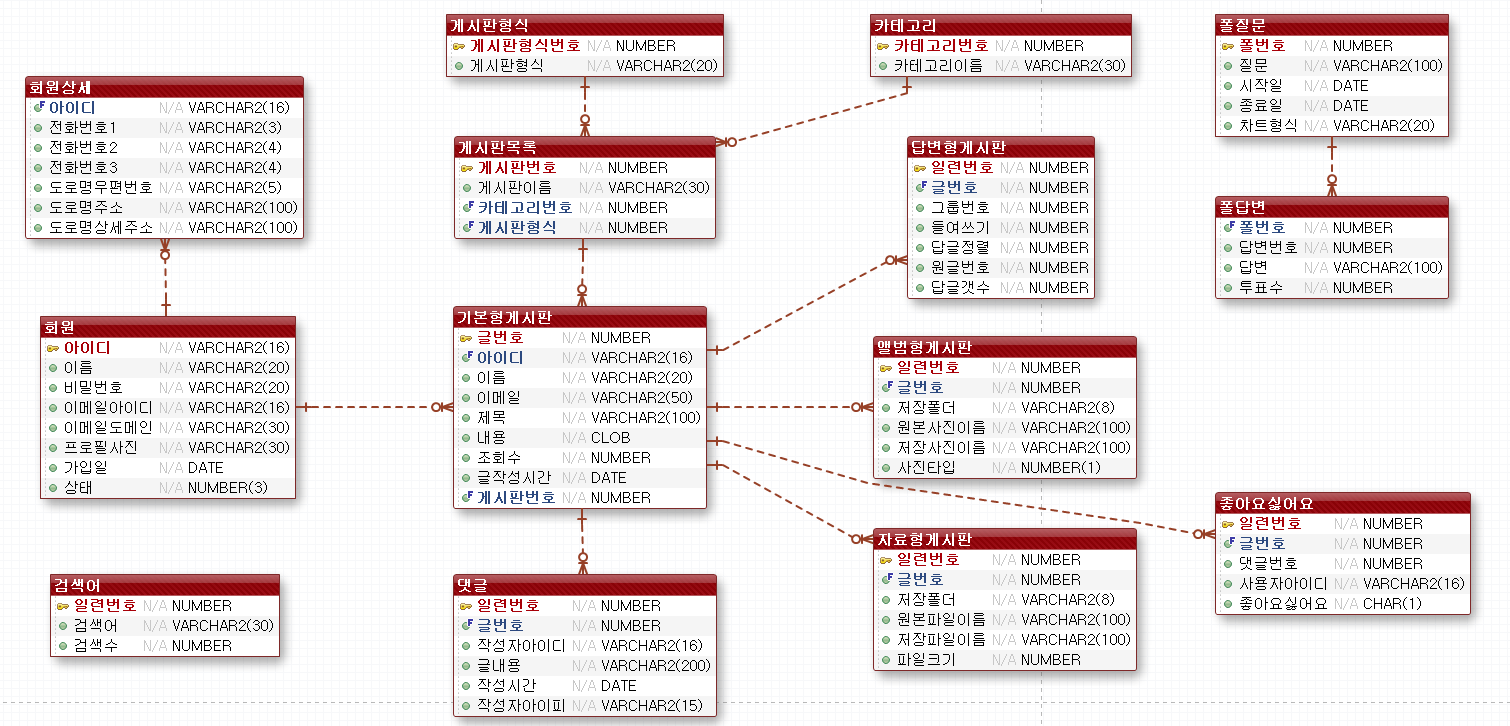 게시판형식
게시판형식번호 N/A NUMBER
게시판형식 N/A VARCHAR2(20)
카테고리
카테고리번호 N/A NUMBER
카테고리이름 N/A VARCHAR2(30)
폴질문
폴번호 N/A NUMBER
질문 N/A VARCHAR2(100)
시작일 N/A DATE
종료일 N/A DATE
차트형식 N/A VARCHAR2(20)
회원상세
아이디 N/A VARCHAR2(16)
전화번호1 N/A VARCHAR2(3)
전화번호2 N/A VARCHAR2(4)
전화번호3 N/A VARCHAR2(4)
도로명우편번호 N/A VARCHAR2(5)
도로명주소 N/A VARCHAR2(100)
도로명상세주소 N/A VARCHAR2(100)
게시판목록
게시판번호 N/A NUMBER
게시판이름 N/A VARCHAR2(30)
카테고리번호 N/A NUMBER
게시판형식 N/A NUMBER
답변형게시판
일련번호 N/A NUMBER
글번호 N/A NUMBER
그룹번호 N/A NUMBER
들여쓰기 N/A NUMBER
답글정렬 N/A NUMBER
원글번호 N/A NUMBER
답글갯수 N/A NUMBER
폴답변
폴번호 N/A NUMBER
답변번호 N/A NUMBER
답변 N/A VARCHAR2(100)
투표수 N/A NUMBER
회원
아이디 N/A VARCHAR2(16)
이름 N/A VARCHAR2(20)
비밀번호 N/A VARCHAR2(20)
이메일아이디 N/A VARCHAR2(16)
이메일도메인 N/A VARCHAR2(30)
프로필사진 N/A VARCHAR2(30)
가입일 N/A DATE
상태 N/A NUMBER(3)
기본형게시판
글번호 N/A NUMBER
아이디 N/A VARCHAR2(16)
이름 N/A VARCHAR2(20)
이메일 N/A VARCHAR2(50)
제목 N/A VARCHAR2(100)
내용 N/A CLOB
조회수 N/A NUMBER
글작성시간 N/A DATE
게시판번호 N/A NUMBER
앨범형게시판
일련번호 N/A NUMBER
글번호 N/A NUMBER
저장폴더 N/A VARCHAR2(8)
원본사진이름 N/A VARCHAR2(100)
저장사진이름 N/A VARCHAR2(100)
사진타입 N/A NUMBER(1)
좋아요싫어요
일련번호 N/A NUMBER
글번호 N/A NUMBER
댓글번호 N/A NUMBER
사용자아이디 N/A VARCHAR2(16)
좋아요싫어요 N/A CHAR(1)
자료형게시판
일련번호 N/A NUMBER
글번호 N/A NUMBER
저장폴더 N/A VARCHAR2(8)
원본파일이름 N/A VARCHAR2(100)
저장파일이름 N/A VARCHAR2(100)
파일크기 N/A NUMBER
검색어
일련번호 N/A NUMBER
검색어 N/A VARCHAR2(30)
검색수 N/A NUMBER
댓글
일련번호 N/A NUMBER
글번호 N/A NUMBER
작성자아이디 N/A VARCHAR2(16)
글내용 N/A VARCHAR2(200)
작성시간 N/A DATE
작성자아이피 N/A VARCHAR2(15)